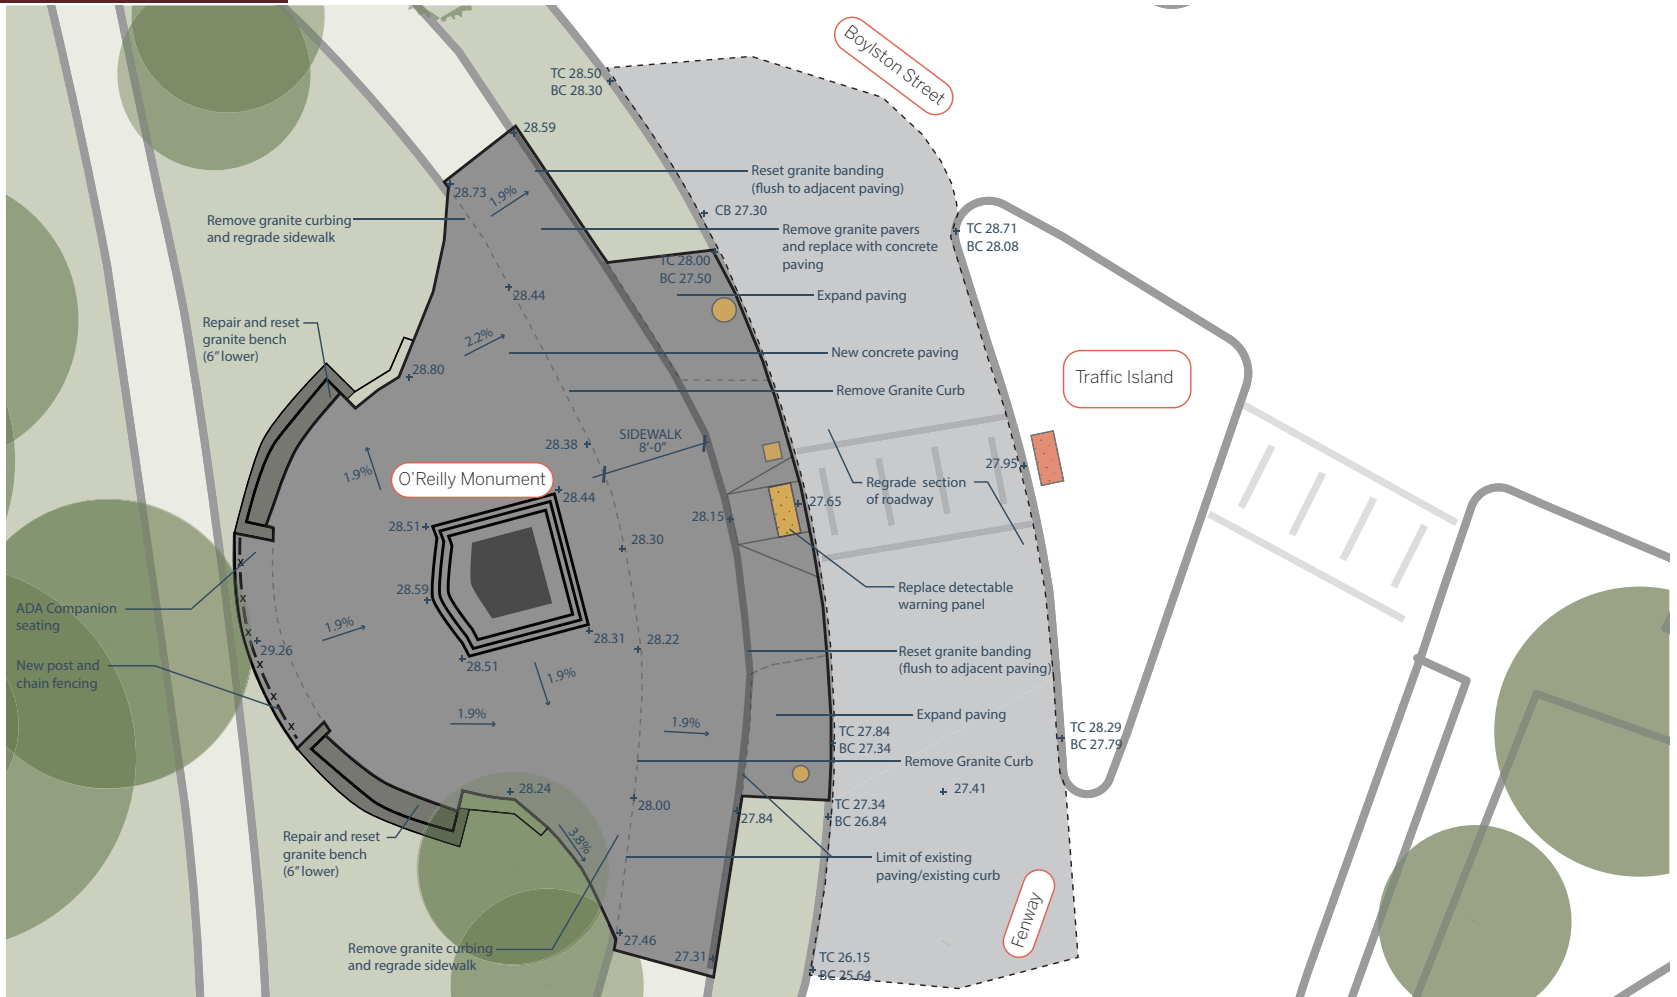 Boylston Street
TC 28.50
BC 28.30
28.59
Reset granite banding
(flush to adjacent paving)
28.73
1.9%
CB 27.30
Remove granite curbing
and regrade sidewalk
Remove granite pavers
and replace with concrete
paving
TC 28.71
BC 28.08
TC 28.00
BC 27.50
28.44
Expand paving
Repair and reset
granite bench
(6" lower)
2.2%
New concrete paving
28.80
Traffic Island
Remove Granite Curb
28.38
SIDEWALK
8'-0"
1.9%
O'Reilly Monument
27.95
28.44
Regrade section
of roadway
27.65
28.51
28.15
28.30
28.59
Replace detectable
warning panel
ADA Companion
seating
x
x
x
x
x
x
1.9%
29.26
28.31
28.22
28.51
Reset granite banding
(flush to adjacent paving)
New post and
chain fencing
1.9%
1.9%
1.9%
Expand paving
TC 27.84
BC 27.34
TC 28.29
BC 27.79
Remove Granite Curb
28.24
28.00
27.41
27.84
TC 27.34
BC 26.84
Repair and reset
granite bench
(6" lower)
3.8%
Limit of existing
paving/existing curb
Fenway
27.46
Remove granite curbing
and regrade sidewalk
27.31
TC 26.15
BC 25.64